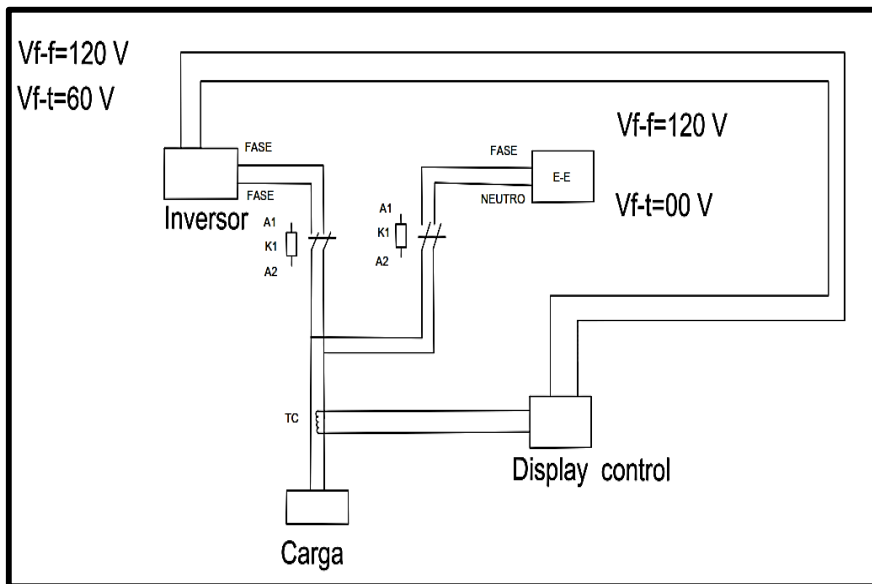 Vf-f=120 V
Vf-t=60 V
FASE
FASE
Inversor
A1
K1
A2
A1
K1
A2
FASE
NEUTRO
E-E
Vf-f=120 V
Vf-t=00 V
TC
Display control
Carga